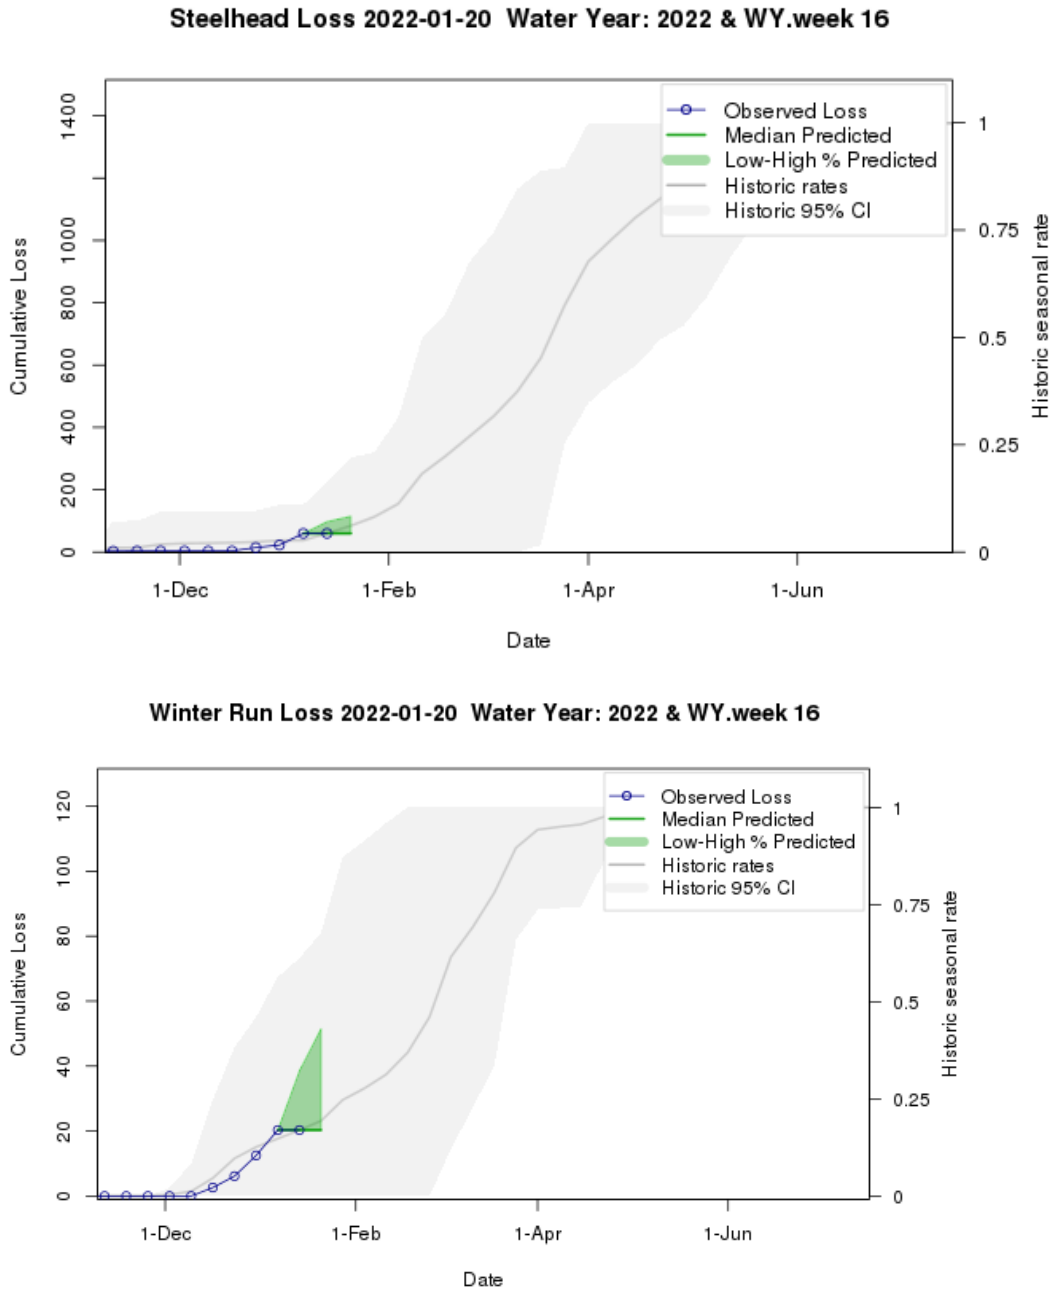 Steelhead Loss 2022-01-20 Water Year: 2022 & WY.week 16
Observed Loss
Median Predicted
Low-High % Predicted
Historic rates
Historic 95% CI
Cumulative Loss
1400
1000
800
600
400
200
0
1
0.75
0.5
0.25
0
Historic seasonal rate
1-Dec
1-Feb
1-Apr
1-Jun
Date
Winter Run Loss 2022-01-20 Water Year: 2022 & WY.week 16
Observed Loss
Median Predicted
Low-High % Predicted
Historic rates
Historic 95% CI
Cumulative Loss
120
100
80
60
40
20
0
1
0.75
0.5
0.25
0
Historic seasonal rate
1-Dec
1-Feb
1-Apr
1-Jun
Date